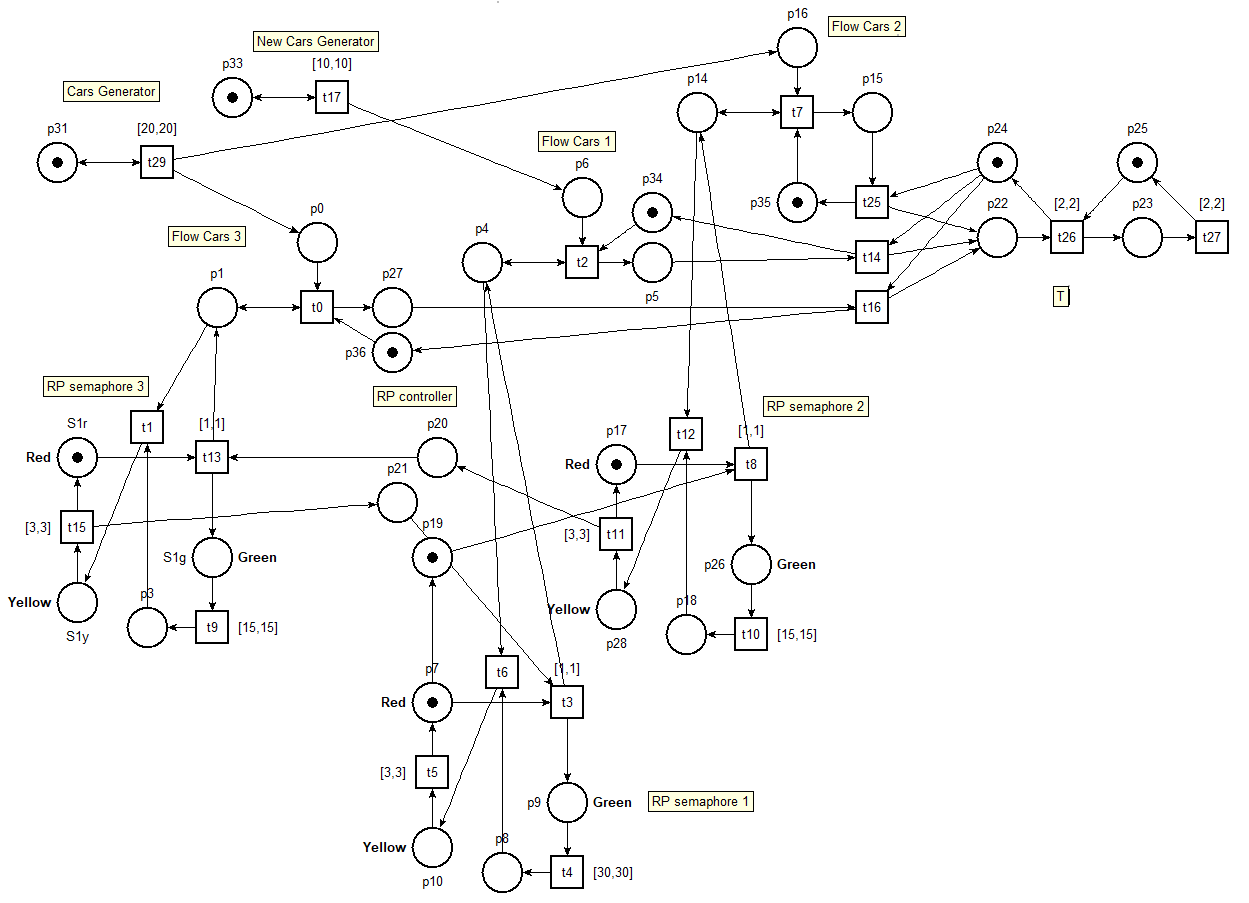 p16
Flow Cars 2
New Cars Generator
p33
[10,10]
t17
p14
p15
t7
Cars Generator
p31
[20,20]
t29
Flow Cars 1
p6
p34
p24
p25
p35
t25
[2,2]
[2,2]
p0
Flow Cars 3
p4
t2
t14
p22
t26
p23
t27
p1
p27
p5
T
t0
t16
p36
RP semaphore 3
RP controller
RP semaphore 2
S1r
t1
[1,1]
p20
p17
t12
[1,1]
Red
t13
p21
Red
t8
[3,3]
t15
p19
[3,3]
t11
S1g
Green
p26
Green
Yellow
p3
Yellow
p18
S1y
t9
[15,15]
p28
t10
[15,15]
p7
t6
[1,1]
Red
t3
[3,3]
t5
p9
Green
RP semaphore 1
Yellow
p8
p10
t4
[30,30]